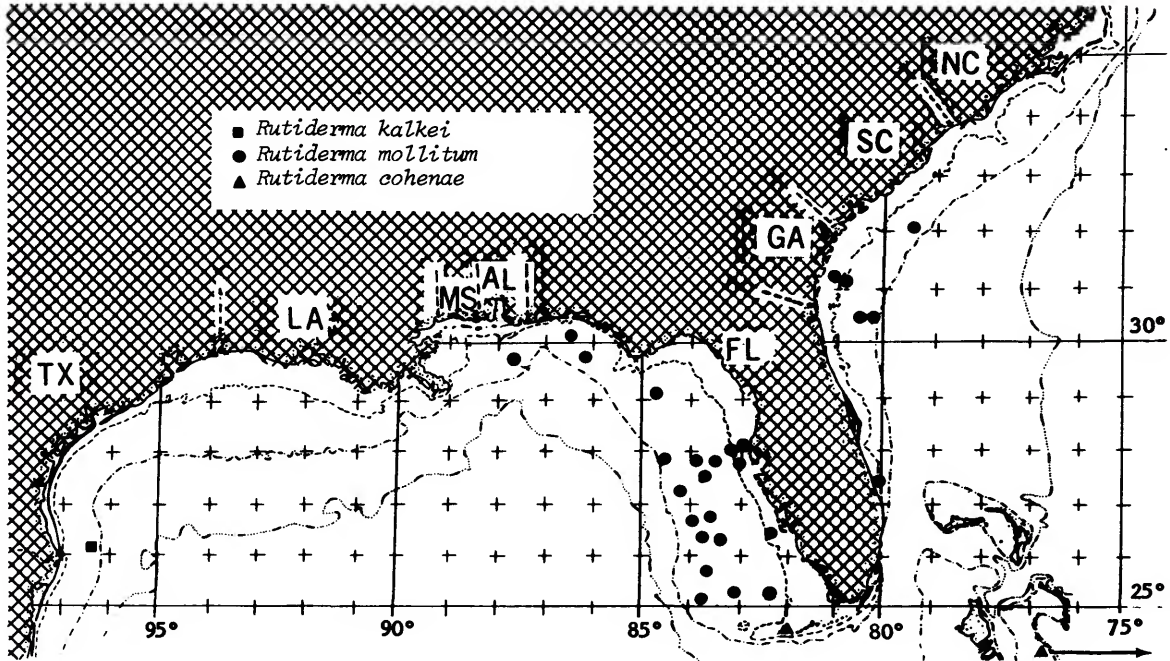 NC
Rutiderma kalkei
Rutiderma mollitum
Rutiderma cohenae
SC
GA
MS AL
LA
FL
30°
TX
25°
95° 90° 85° 80° 75°